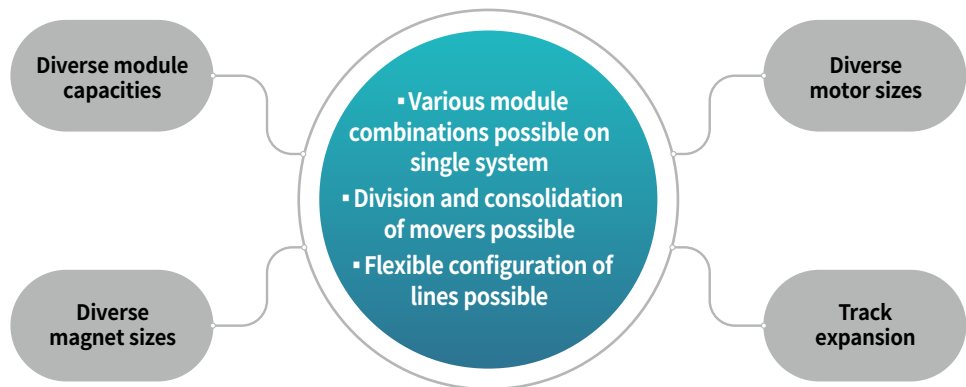 Diverse module
capacities
Diverse
magnet sizes
▪ Various module
combinations possible on
single system
▪ Division and consolidation
of movers possible
▪ Flexible configuration of
lines possible
Diverse
motor sizes
Track
expansion